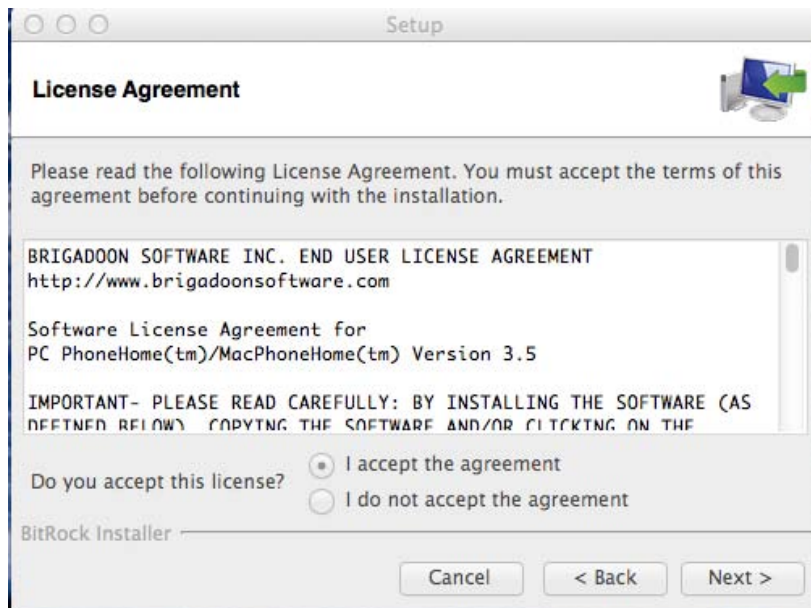 Setup
License Agreement
Please read the following License Agreement. You must accept the terms of this
agreement before continuing with the installation.
BRIGADOON SOFTWARE INC. END USER LICENSE AGREEMENT
http://www.brigadoonsoftware.com
Software License Agreement for
PC PhoneHome(tm)/MacPhoneHome(tm) Version 3.5
IMPORTANT- PLEASE READ CAREFULLY: BY INSTALLING THE SOFTWARE (AS
DEFINED BELOW), COPYING THE SOFTWARE AND/OR CLICKING ON THE
Do you accept this license?
I accept the agreement
I do not accept the agreement
BitRock Installer
Cancel
< Back
Next >